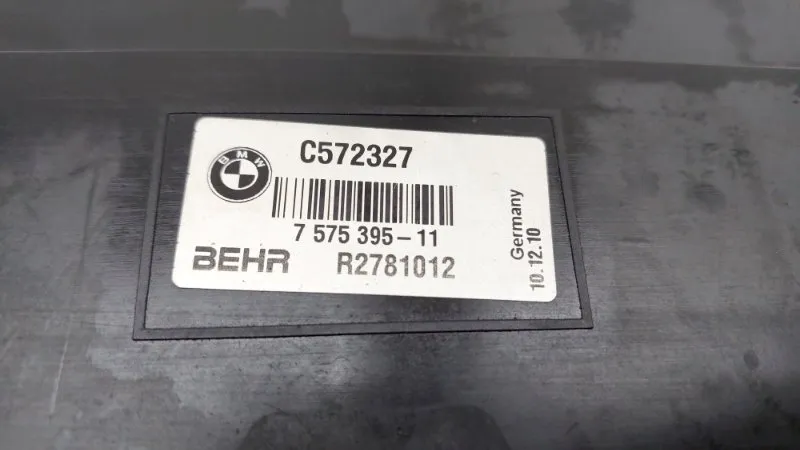 BMW
C572327
7 575 395-11
BEHR R2781012
Germany
10.12.10